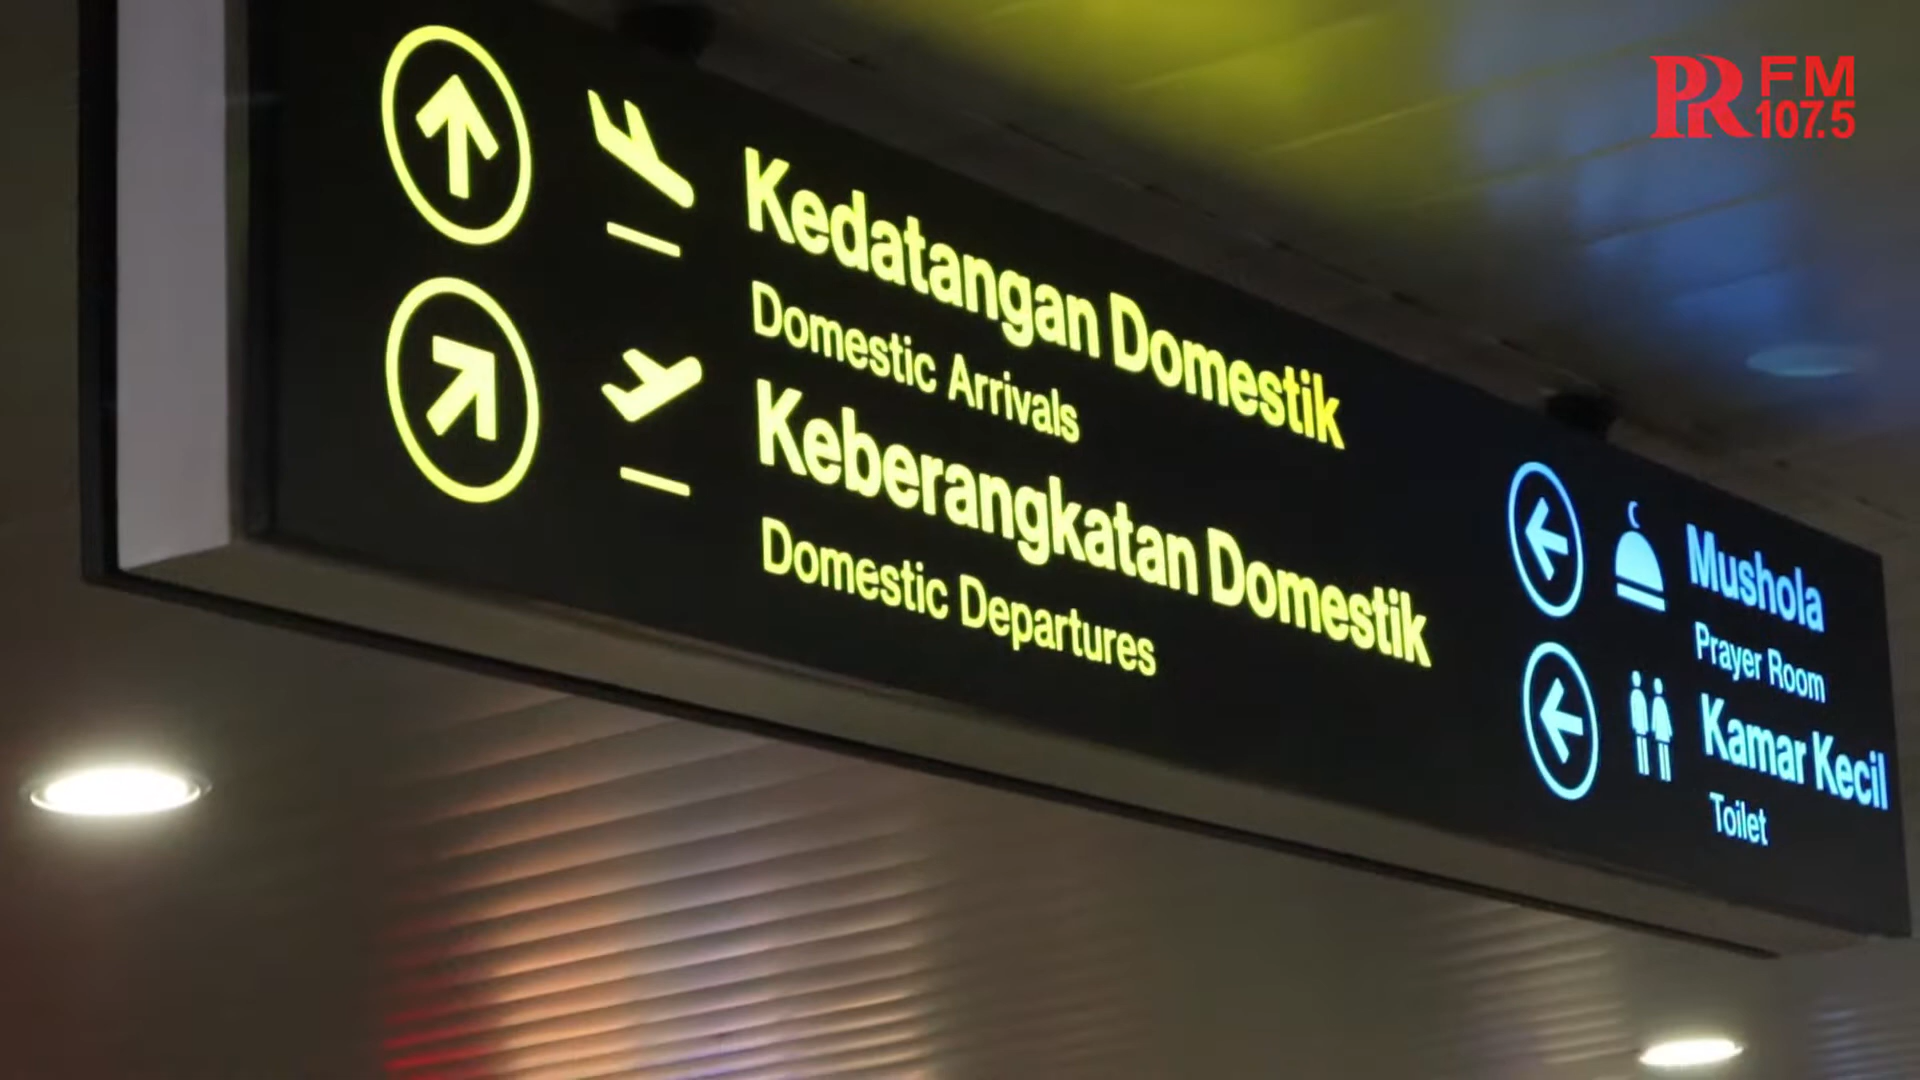 Kedatangan Domestik
Domestic Arrivals
Keberangkatan Domestik
Domestic Departures
Mushola
Prayer Room
Kamar Kecil
Toilet
PR FM
107.5